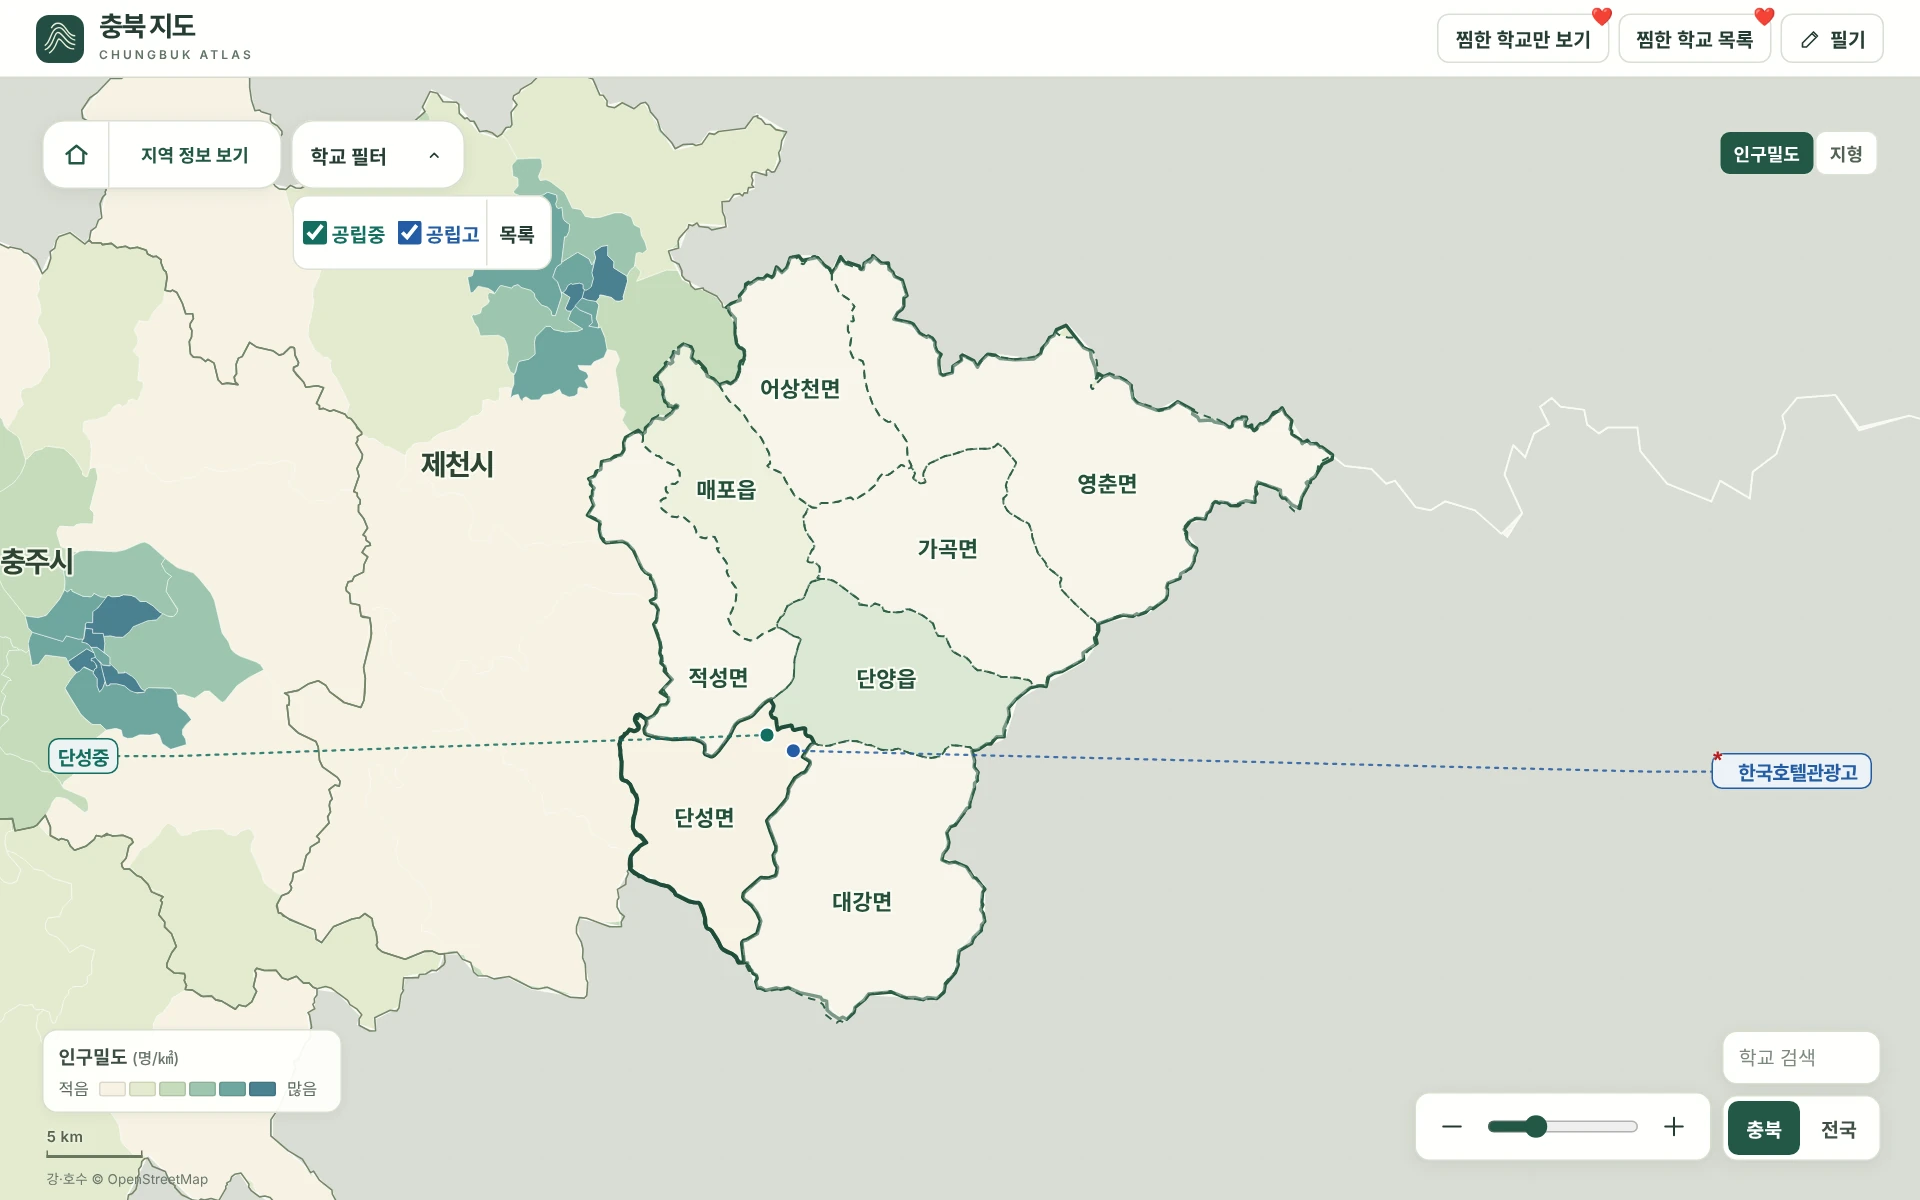 충북 지도
CHUNGBUK ATLAS
찜한 학교만 보기
찜한 학교 목록
필기
지역 정보 보기
학교 필터
공립중
공립고
목록
인구밀도
지형
어상천면
제천시
매포읍
영춘면
가곡면
충주시
적성면
단양읍
단성중
* 한국호텔관광고
단성면
대강면
인구밀도 (명/㎢)
적음
많음
5 km
강·호수 © OpenStreetMap
학교 검색
충북
전국